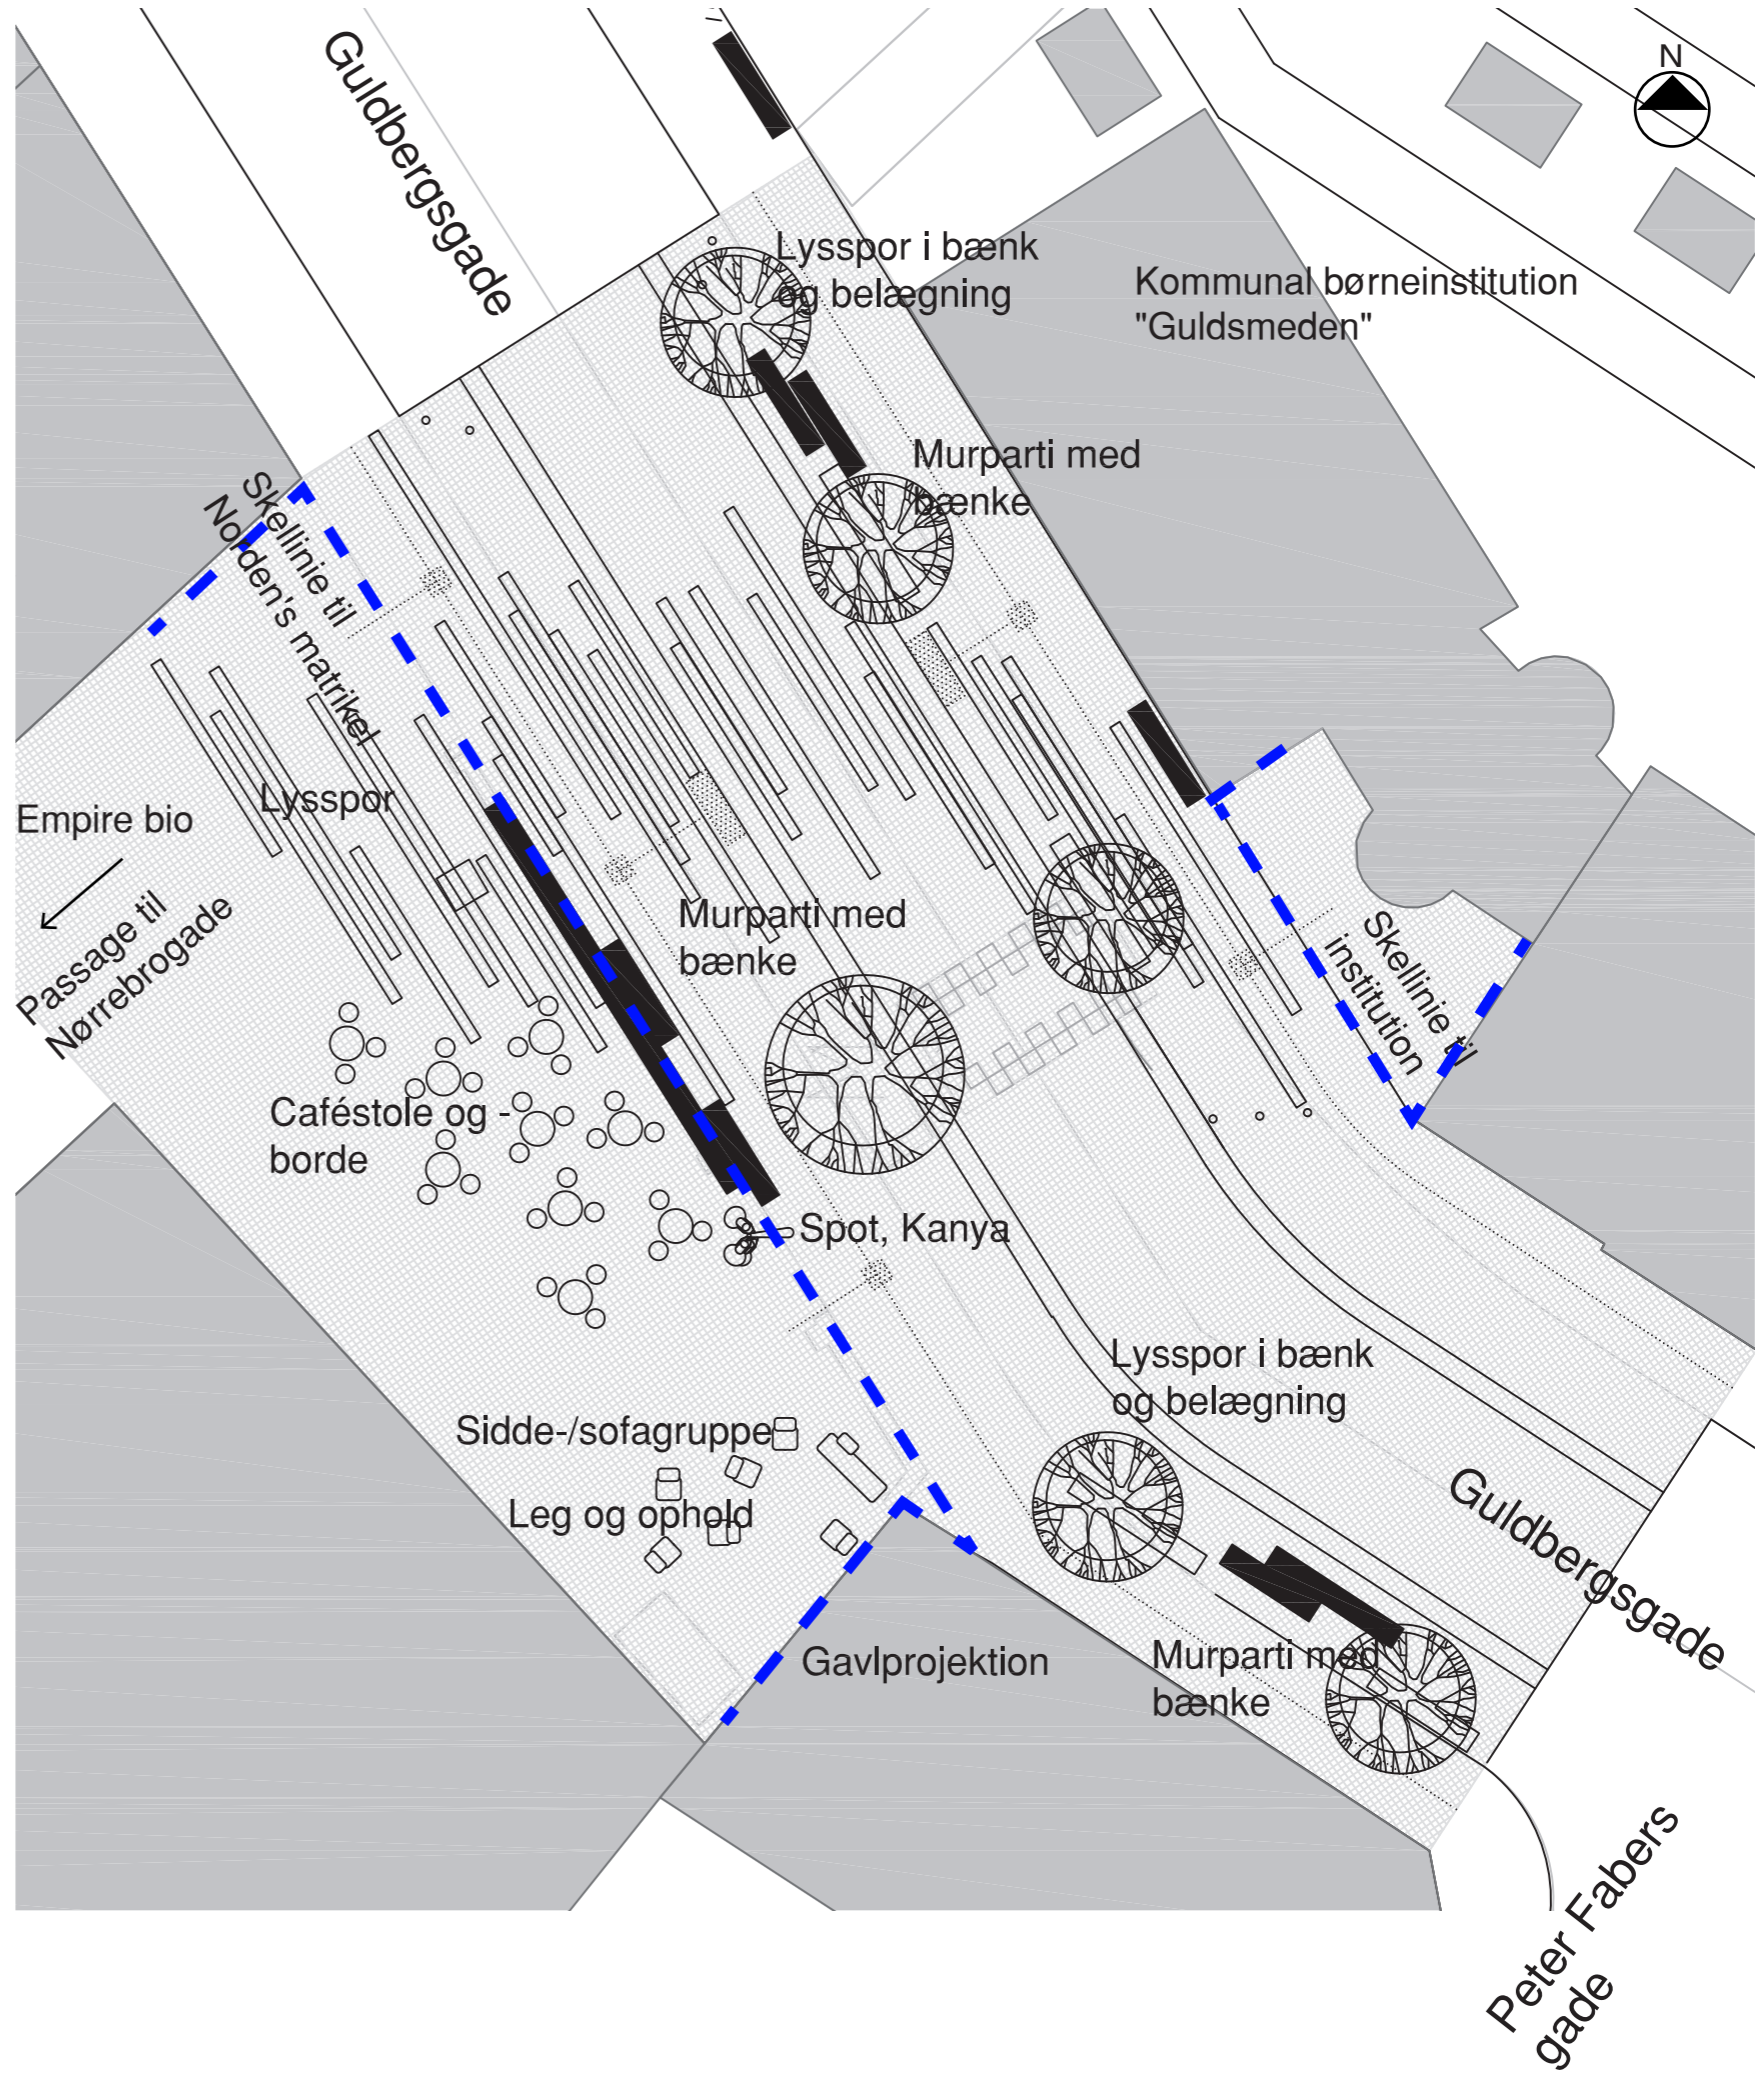 N
Guldbergsgade
Lysspor i bænk
og belægning
Kommunal børneinstitution
"Guldsmeden"
Murparti med
bænke
Skellinie til
Norden's matrikel
Lysspor
Empire bio
Passage til
Nørrebrogade
Murparti med
bænke
Skellinie til
institution
Caféstole og -
borde
Spot, Kanya
Lysspor i bænk
og belægning
Sidde-/sofagruppe
Leg og ophold
Guldbergsgade
Gavlprojektion
Murparti med
bænke
Peter Fabers
gade